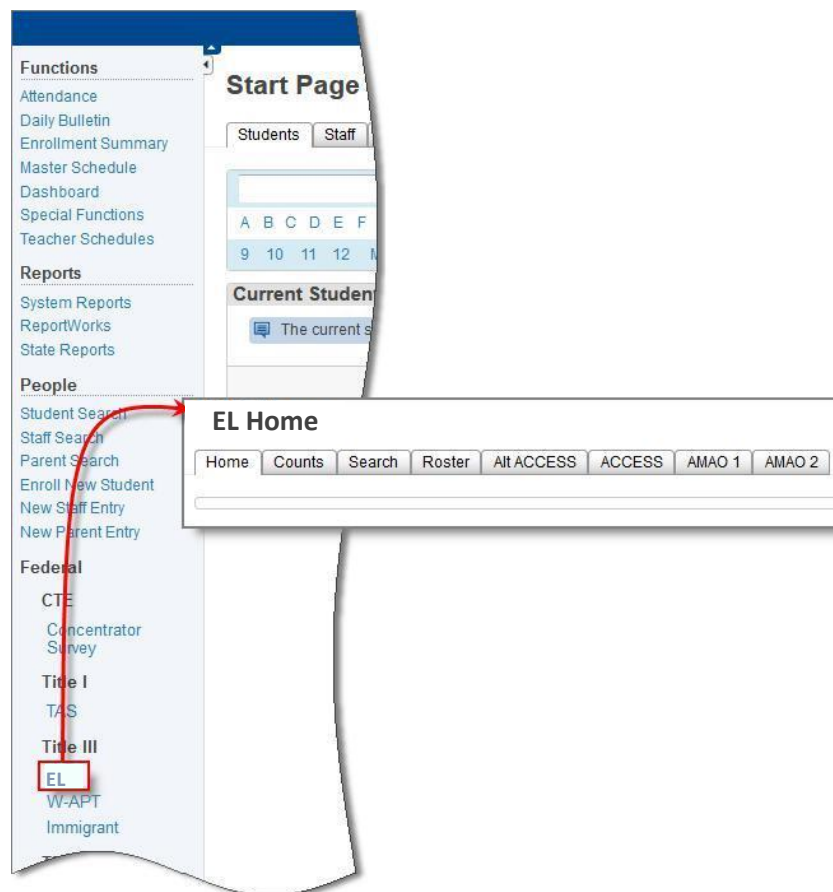 Functions
Attendance
Daily Bulletin
Enrollment Summary
Master Schedule
Dashboard
Special Functions
Teacher Schedules
Reports
System Reports
ReportWorks
State Reports
People
Student Search
Staff Search
Parent Search
Enroll New Student
New Staff Entry
New Parent Entry
Federal
CTE
Concentrator
Survey
Title I
TAS
Title III
EL
W-APT
Immigrant
Start Page
Students Staff
A B C D E F
9 10 11 12
Current Student
The current s
EL Home
Home Counts Search Roster Alt ACCESS ACCESS AMAO 1 AMAO 2